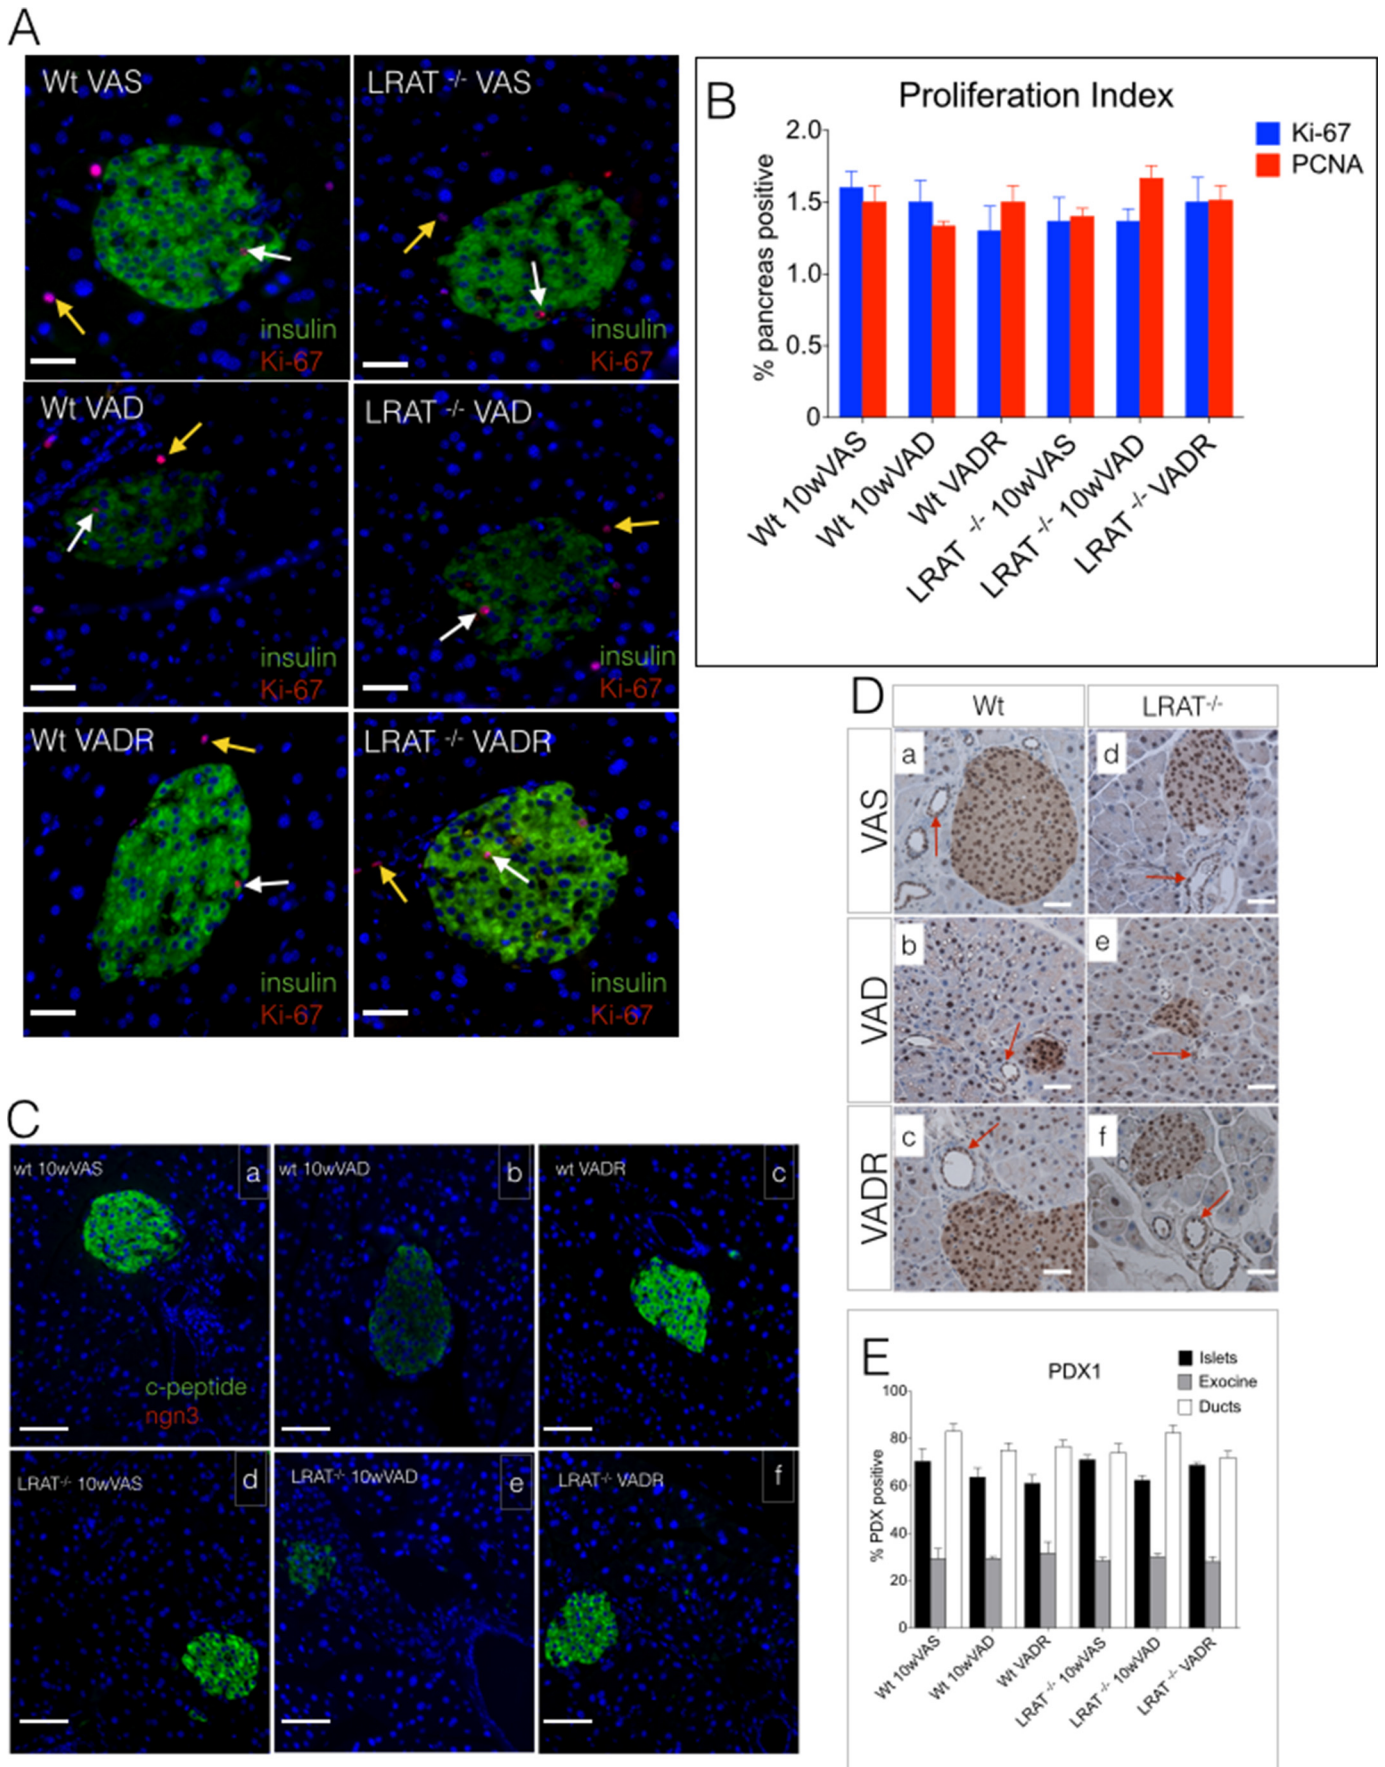 A
Wt VAS
insulin
Ki-67
LRAT -/- VAS
insulin
Ki-67
Wt VAD
insulin
Ki-67
LRAT -/- VAD
insulin
Ki-67
Wt VADR
insulin
Ki-67
LRAT -/- VADR
insulin
Ki-67
B
Proliferation Index
Ki-67
PCNA
% pancreas positive
2.0
1.5
1.0
0.5
0
Wt 10wVAS
Wt 10wVAD
Wt VADR
LRAT -/- 10wVAS
LRAT -/- 10wVAD
LRAT -/- VADR
C
wt 10wVAS
a
c-peptide
ngn3
wt 10wVAD
b
wt VADR
c
LRAT-/- 10wVAS
d
LRAT-/- 10wVAD
e
LRAT-/- VADR
f
D
Wt
LRAT-/-
VAS
a
d
VAD
b
e
VADR
c
f
E
PDX1
Islets
Exocine
Ducts
% PDX positive
100
80
60
40
20
0
Wt 10wVAS
Wt 10wVAD
Wt VADR
LRAT -/- 10wVAS
LRAT -/- 10wVAD
LRAT -/- VADR